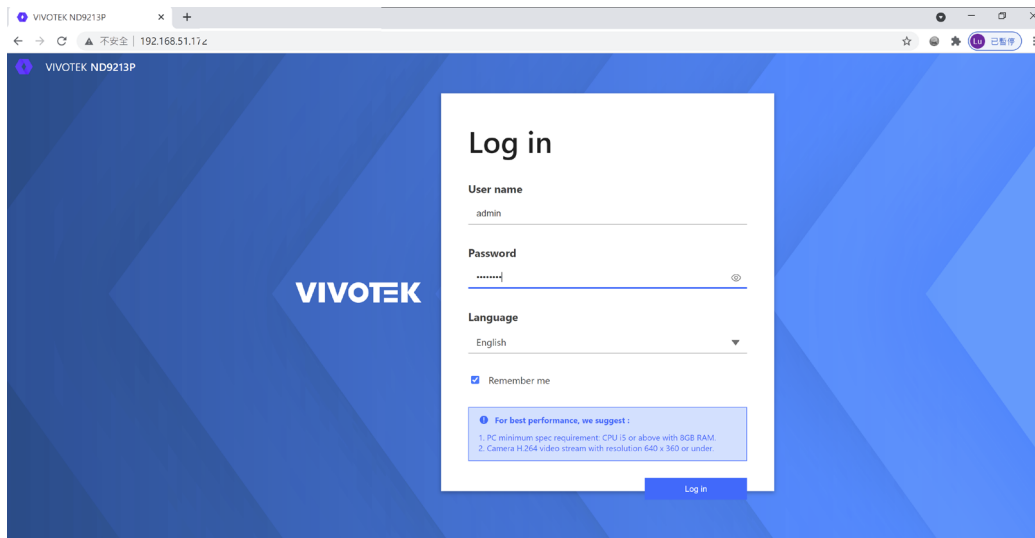 VIVOTEK ND9213P
不安全 | 192.168.51.172
Lu 已暫停
VIVOTEK ND9213P
Log in
User name
admin
Password
VIVOTEK
Language
English
Remember me
For best performance, we suggest :
1. PC minimum spec requirement: CPU i5 or above with 8GB RAM.
2. Camera H.264 video stream with resolution 640 x 360 or under.
Log in